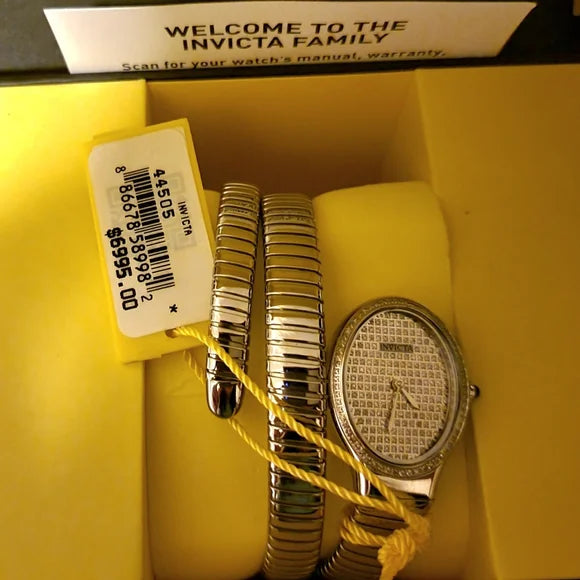 WELCOME TO THE
INVICTA FAMILY
Scan for your watch's manual, warranty,
INVICTA
44505
8 86678 58998 2
$6995.00
*
INVICTA